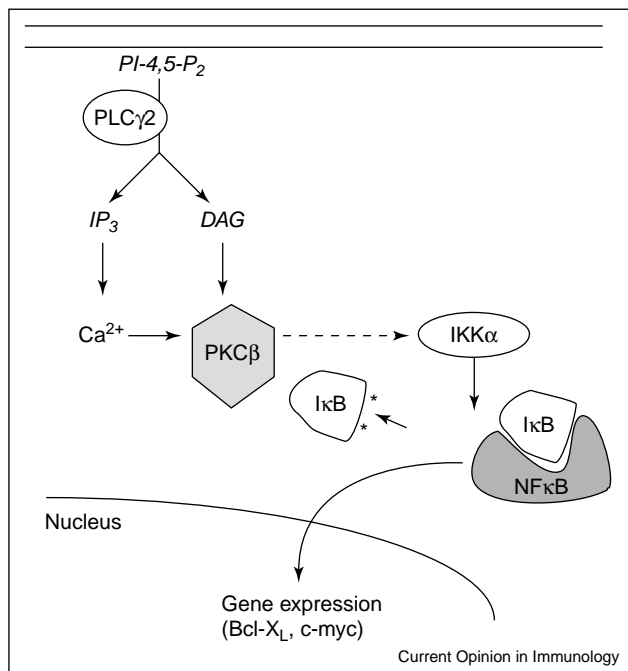 PI-4,5-P₂
PLCγ2
IP₃
DAG
Ca²⁺
PKCβ
IKKα
IκB
*
*
IκB
NFκB
Nucleus
Gene expression
(Bcl-X_L, c-myc)
Current Opinion in Immunology